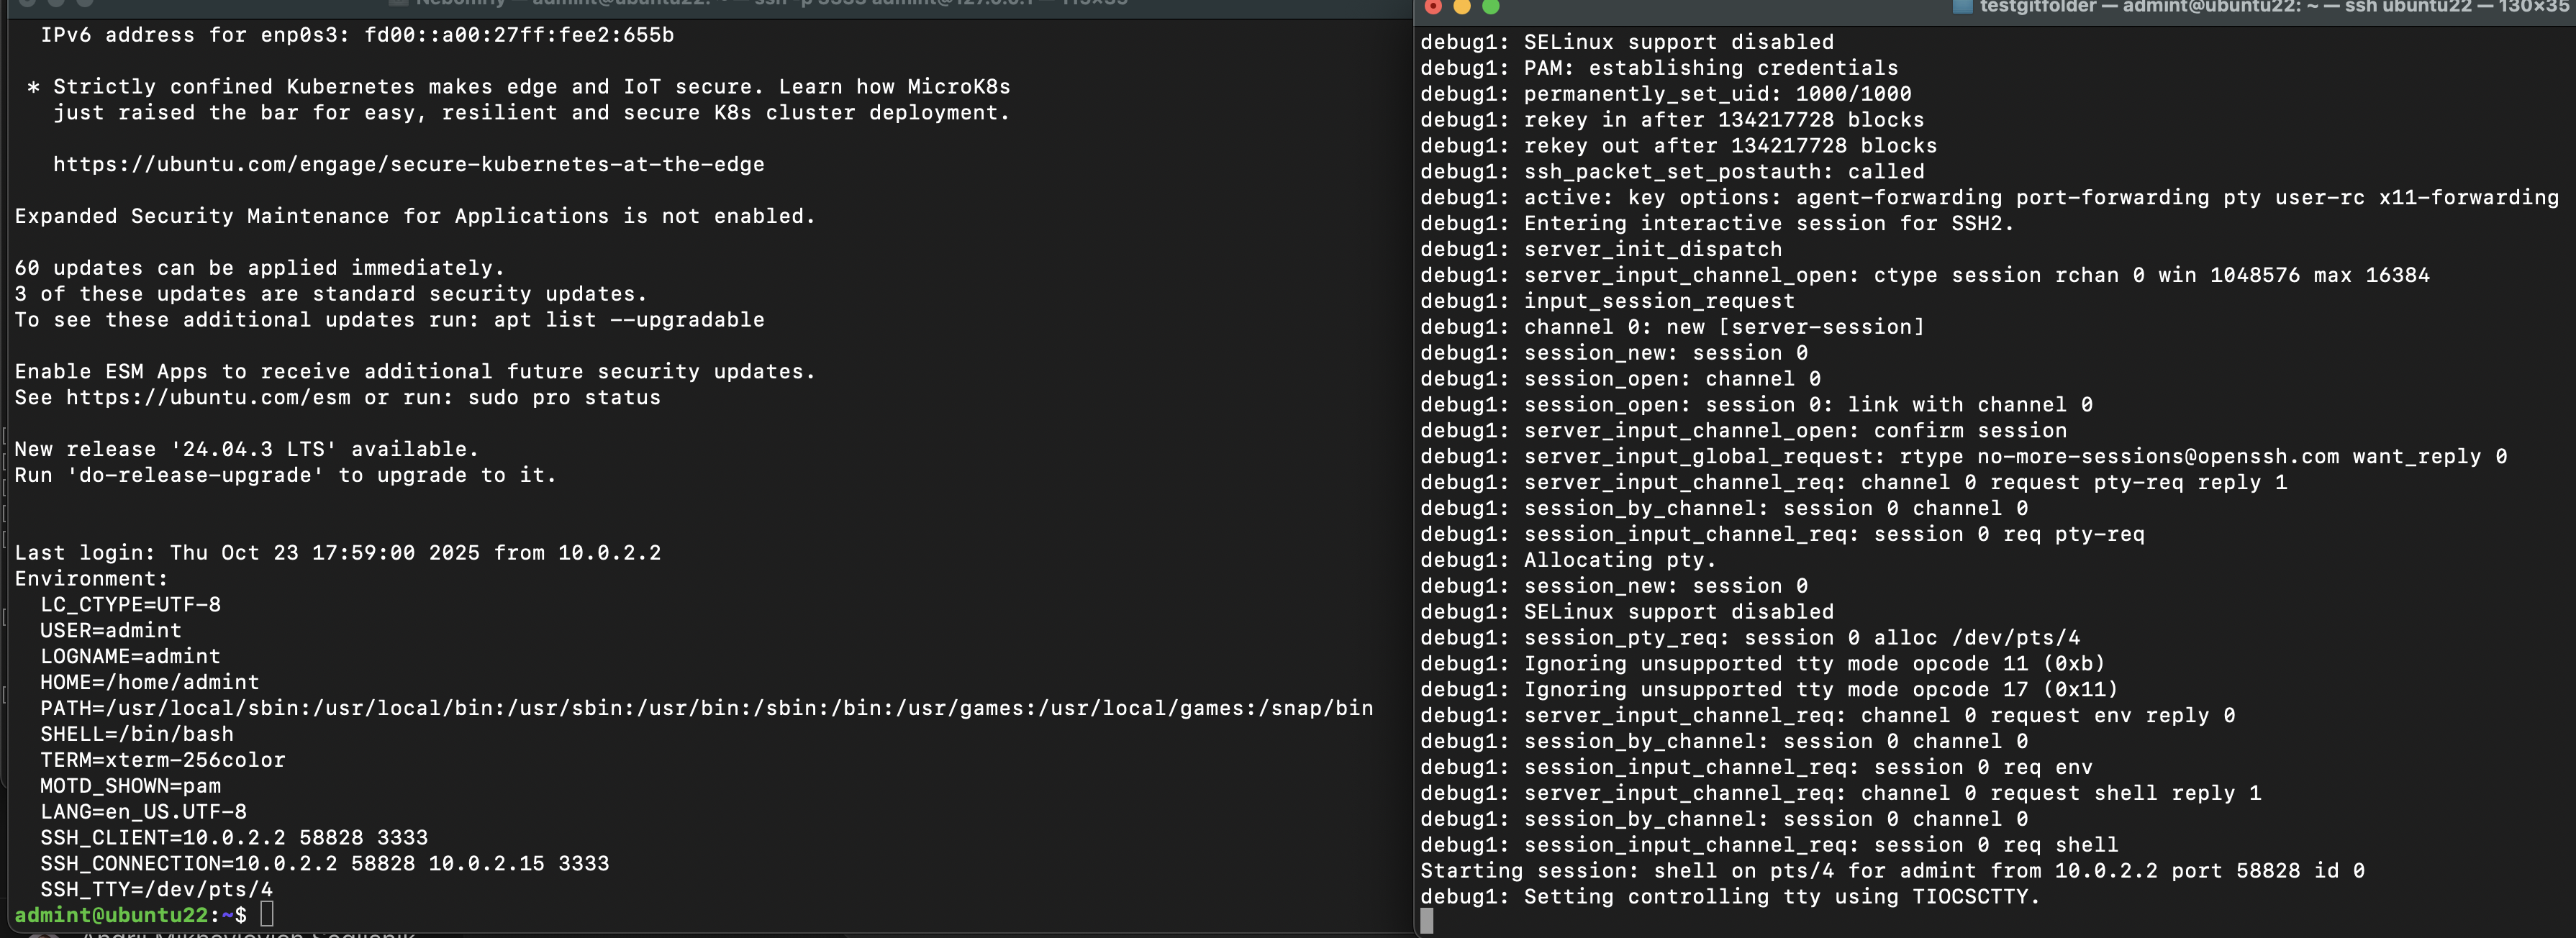 IPv6 address for enp0s3: fd00::a00:27ff:fee2:655b
* Strictly confined Kubernetes makes edge and IoT secure. Learn how MicroK8s
just raised the bar for easy, resilient and secure K8s cluster deployment.
https://ubuntu.com/engage/secure-kubernetes-at-the-edge
Expanded Security Maintenance for Applications is not enabled.
60 updates can be applied immediately.
3 of these updates are standard security updates.
To see these additional updates run: apt list --upgradable
Enable ESM Apps to receive additional future security updates.
See https://ubuntu.com/esm or run: sudo pro status
New release '24.04.3 LTS' available.
Run 'do-release-upgrade' to upgrade to it.
Last login: Thu Oct 23 17:59:00 2025 from 10.0.2.2
Environment:
LC_CTYPE=UTF-8
USER=admint
LOGNAME=admint
HOME=/home/admint
PATH=/usr/local/sbin:/usr/local/bin:/usr/sbin:/usr/bin:/sbin:/bin:/usr/games:/usr/local/games:/snap/bin
SHELL=/bin/bash
TERM=xterm-256color
MOTD_SHOWN=pam
LANG=en_US.UTF-8
SSH_CLIENT=10.0.2.2 58828 3333
SSH_CONNECTION=10.0.2.2 58828 10.0.2.15 3333
SSH_TTY=/dev/pts/4
admint@ubuntu22:~$
testgitfolder — admint@ubuntu22: ~ — ssh ubuntu22 — 130×35
debug1: SELinux support disabled
debug1: PAM: establishing credentials
debug1: permanently_set_uid: 1000/1000
debug1: rekey in after 134217728 blocks
debug1: rekey out after 134217728 blocks
debug1: ssh_packet_set_postauth: called
debug1: active: key options: agent-forwarding port-forwarding pty user-rc x11-forwarding
debug1: Entering interactive session for SSH2.
debug1: server_init_dispatch
debug1: server_input_channel_open: ctype session rchan 0 win 1048576 max 16384
debug1: input_session_request
debug1: channel 0: new [server-session]
debug1: session_new: session 0
debug1: session_open: channel 0
debug1: session_open: session 0: link with channel 0
debug1: server_input_channel_open: confirm session
debug1: server_input_global_request: rtype no-more-sessions@openssh.com want_reply 0
debug1: server_input_channel_req: channel 0 request pty-req reply 1
debug1: session_by_channel: session 0 channel 0
debug1: session_input_channel_req: session 0 req pty-req
debug1: Allocating pty.
debug1: session_new: session 0
debug1: SELinux support disabled
debug1: session_pty_req: session 0 alloc /dev/pts/4
debug1: Ignoring unsupported tty mode opcode 11 (0xb)
debug1: Ignoring unsupported tty mode opcode 17 (0x11)
debug1: server_input_channel_req: channel 0 request env reply 0
debug1: session_by_channel: session 0 channel 0
debug1: session_input_channel_req: session 0 req env
debug1: server_input_channel_req: channel 0 request shell reply 1
debug1: session_by_channel: session 0 channel 0
debug1: session_input_channel_req: session 0 req shell
Starting session: shell on pts/4 for admint from 10.0.2.2 port 58828 id 0
debug1: Setting controlling tty using TIOCSCTTY.